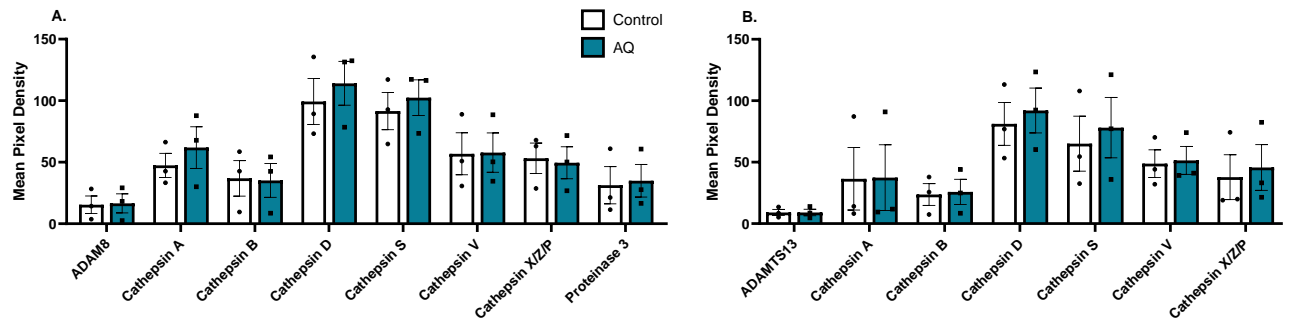 A.
Control
AQ
Mean Pixel Density
150
100
50
0
ADAM8
Cathepsin A
Cathepsin B
Cathepsin D
Cathepsin S
Cathepsin V
Cathepsin X/Z/P
Proteinase 3
B.
Mean Pixel Density
150
100
50
0
ADAMTS13
Cathepsin A
Cathepsin B
Cathepsin D
Cathepsin S
Cathepsin V
Cathepsin X/Z/P